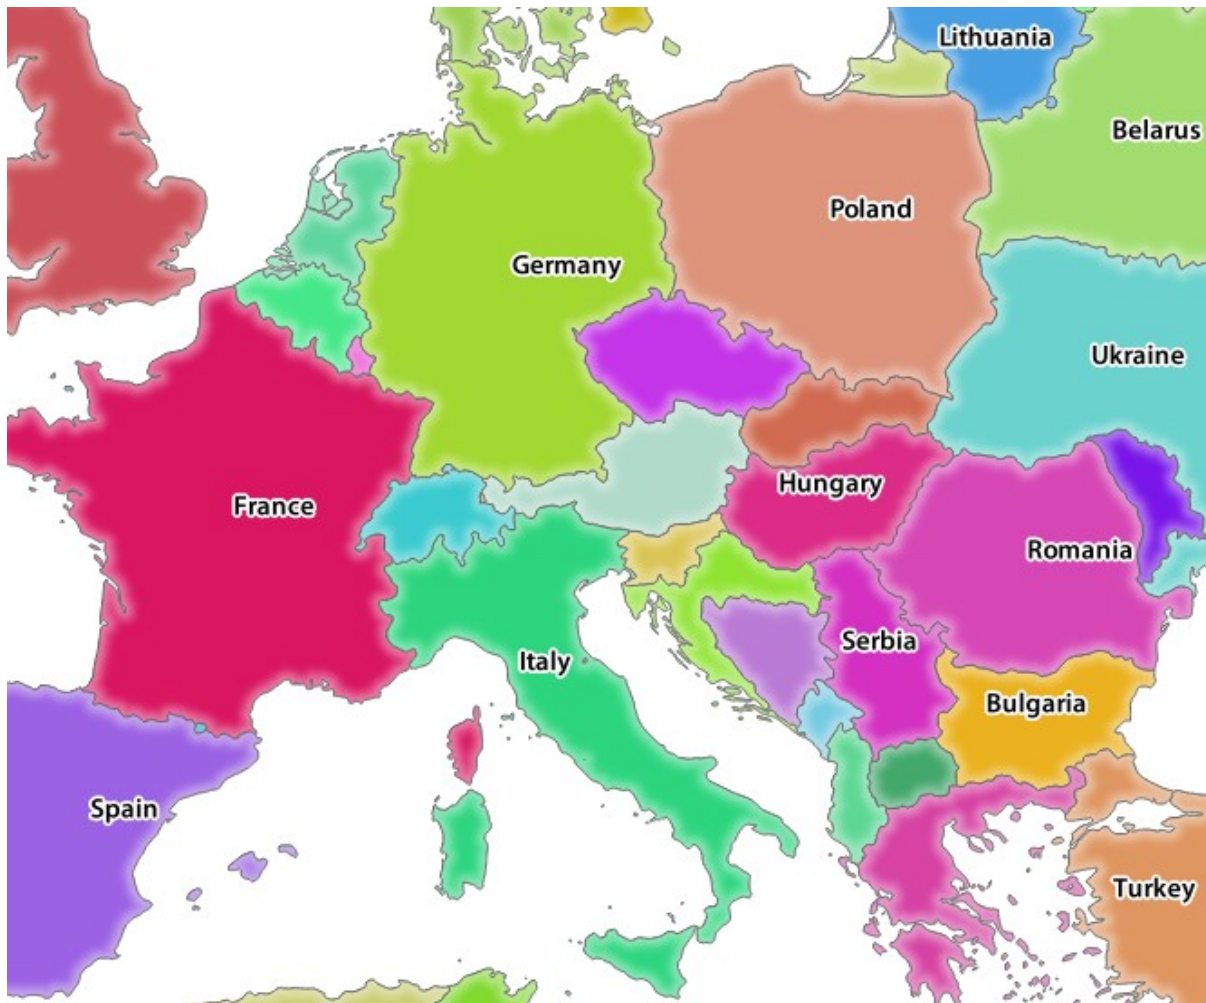 Lithuania
Belarus
Poland
Germany
Ukraine
Hungary
France
Romania
Serbia
Italy
Bulgaria
Spain
Turkey